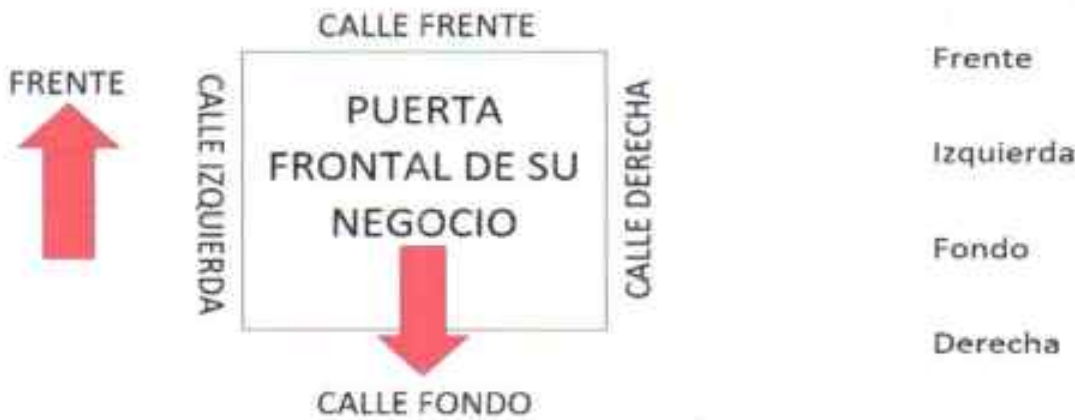 CALLE FRENTE
FRENTE
CALLE IZQUIERDA
PUERTA
FRONTAL DE SU
NEGOCIO
CALLE DERECHA
CALLE FONDO
Frente
Izquierda
Fondo
Derecha